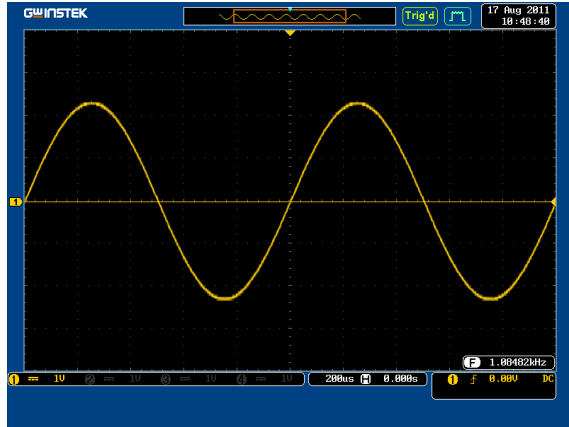 GWINSTEK
Trig'd
17 Aug 2011
10:48:40
1
F 1.08482kHz
1 1V 2 1V 3 1V 4 1V
200us H 0.000s
1 0.00V DC